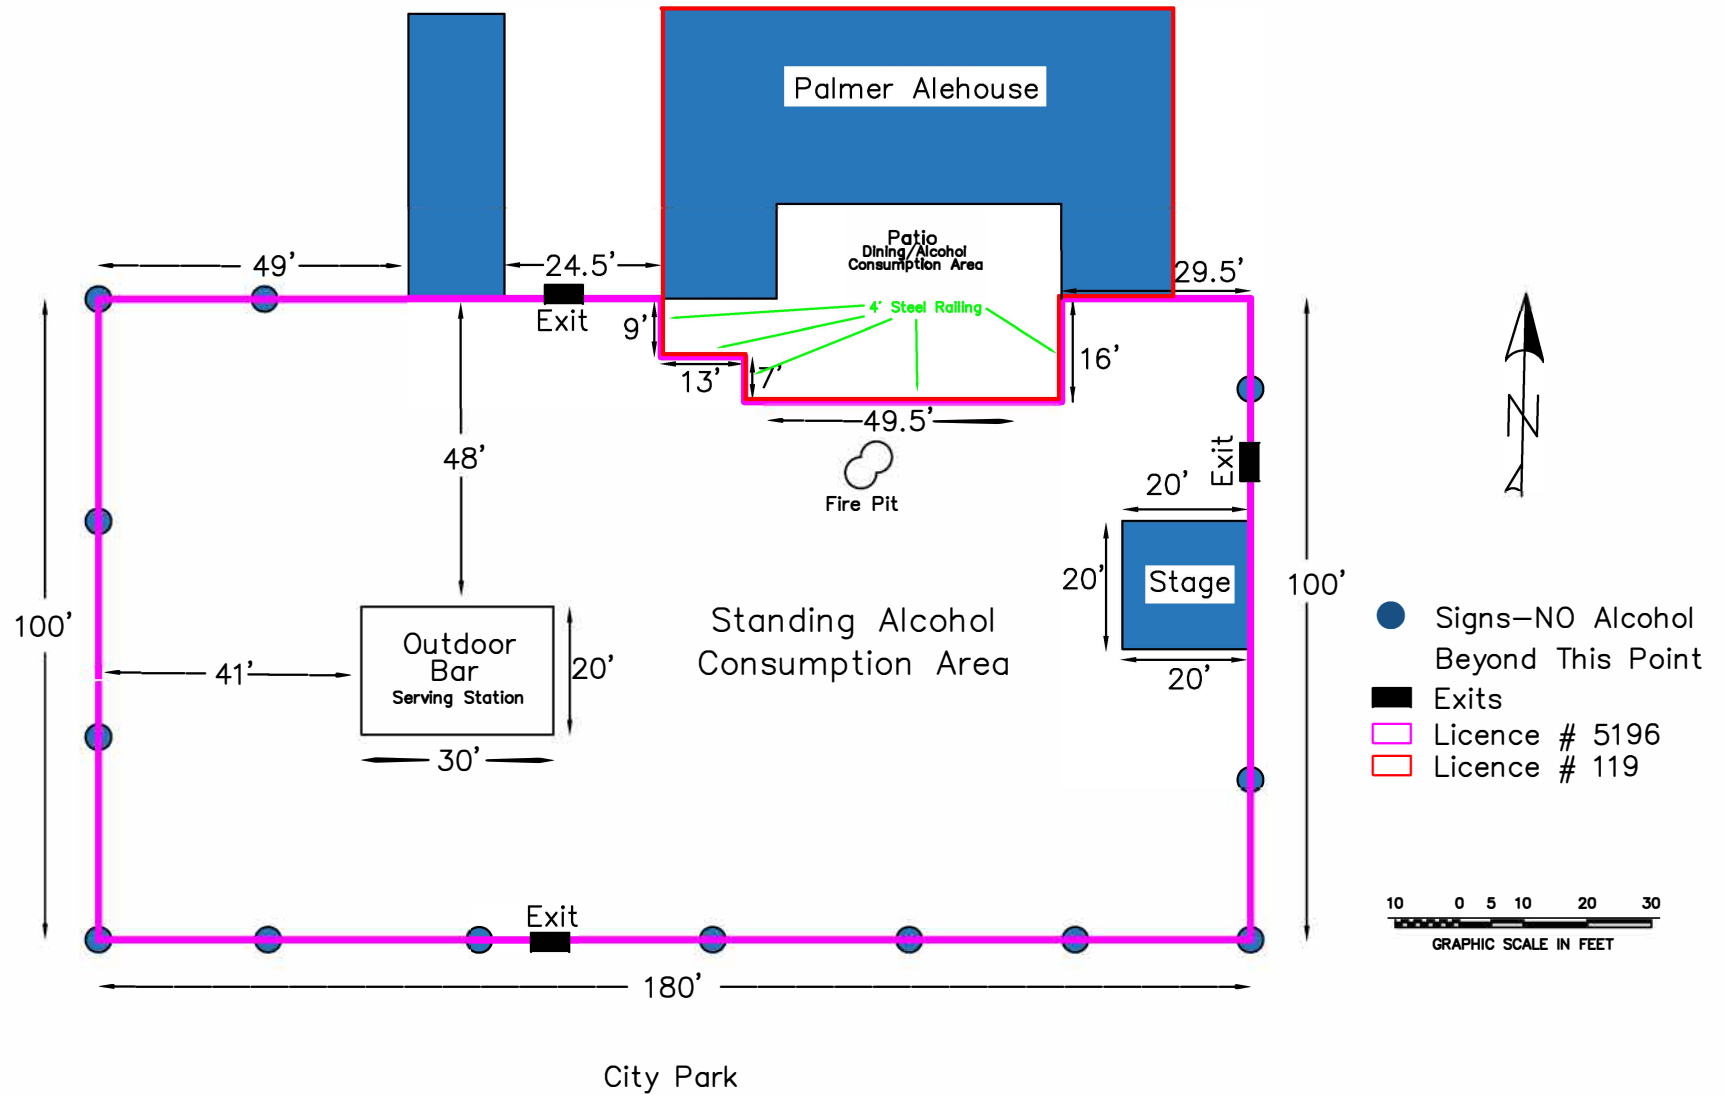 Palmer Alehouse
Patio
Dining/Alcohol
Consumption Area
49'
24.5'
29.5'
4' Steel Railing
Exit
9'
13'
7'
16'
49.5'
48'
Fire Pit
Exit
20'
20'
Stage
20'
100'
100'
Standing Alcohol
Consumption Area
Outdoor
Bar
Serving Station
20'
41'
30'
Exit
180'
City Park
N
Signs-NO Alcohol
Beyond This Point
Exits
Licence # 5196
Licence # 119
10 0 5 10 20 30
GRAPHIC SCALE IN FEET